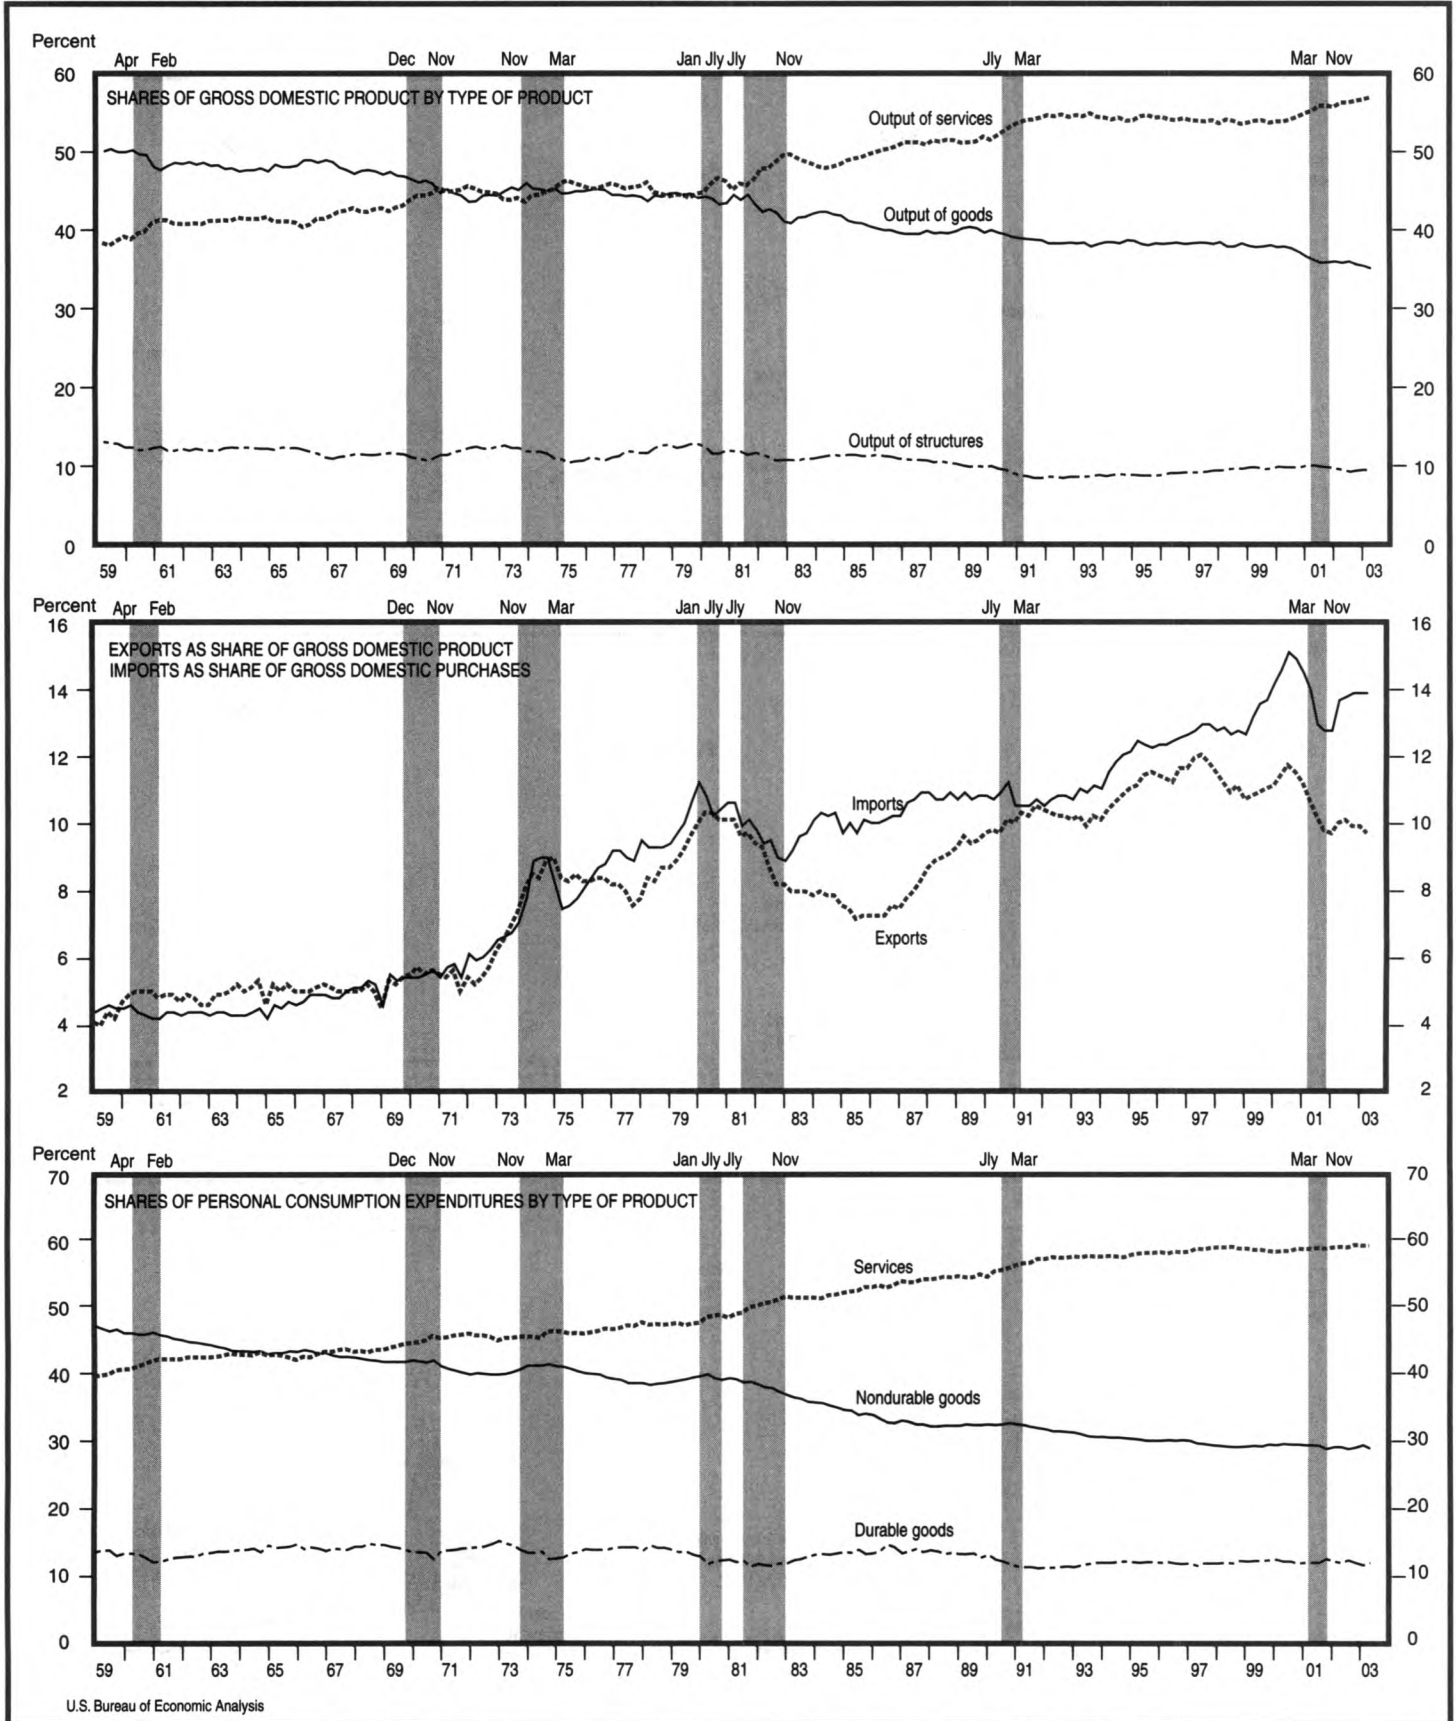 Percent
Apr Feb Dec Nov Nov Mar Jan Jly Jly Nov Jly Mar Mar Nov
60 60
SHARES OF GROSS DOMESTIC PRODUCT BY TYPE OF PRODUCT
Output of services
50 50
Output of goods
40 40
30 30
20 20
Output of structures
10 10
0 0
59 61 63 65 67 69 71 73 75 77 79 81 83 85 87 89 91 93 95 97 99 01 03
Percent Apr Feb Dec Nov Nov Mar Jan Jly Jly Nov Jly Mar Mar Nov
16 16
EXPORTS AS SHARE OF GROSS DOMESTIC PRODUCT
IMPORTS AS SHARE OF GROSS DOMESTIC PURCHASES
14 14
12 12
Imports
10 10
8 8
Exports
6 6
4 4
2 2
59 61 63 65 67 69 71 73 75 77 79 81 83 85 87 89 91 93 95 97 99 01 03
Percent
Apr Feb Dec Nov Nov Mar Jan Jly Jly Nov Jly Mar Mar Nov
70 70
SHARES OF PERSONAL CONSUMPTION EXPENDITURES BY TYPE OF PRODUCT
60 60
Services
50 50
40 40
Nondurable goods
30 30
20 20
Durable goods
10 10
0 0
59 61 63 65 67 69 71 73 75 77 79 81 83 85 87 89 91 93 95 97 99 01 03
U.S. Bureau of Economic Analysis